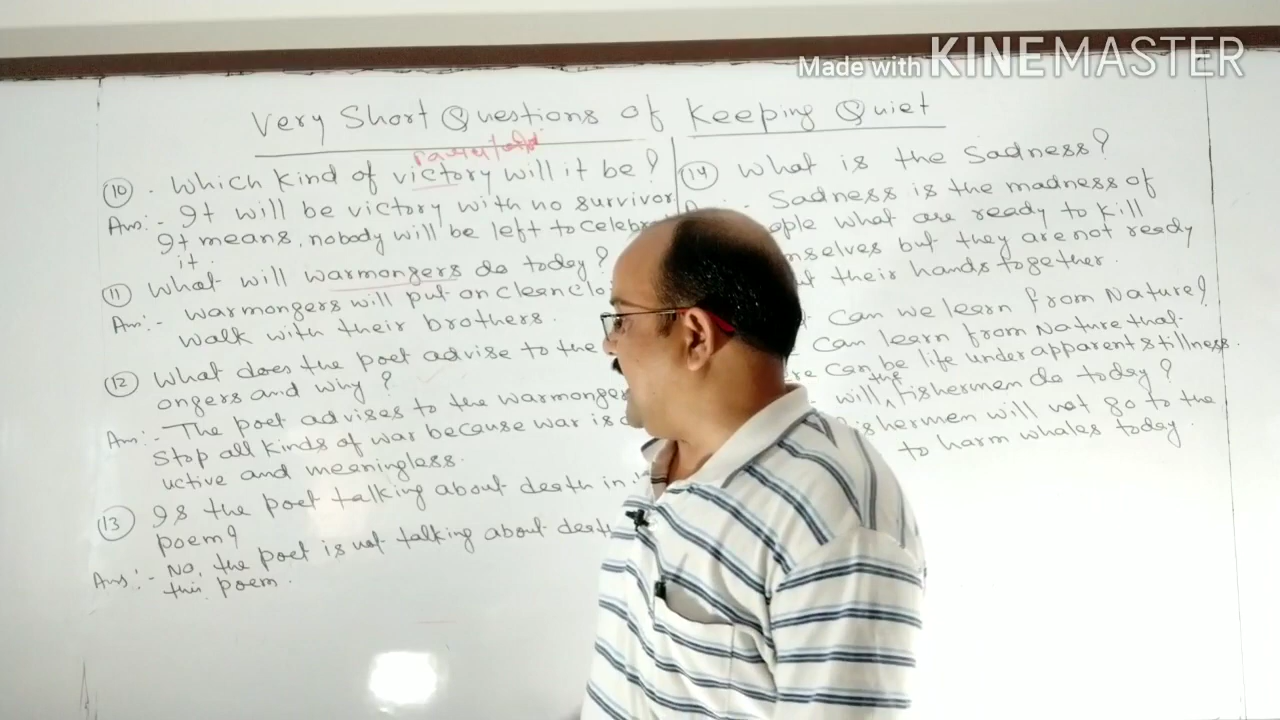 Made with KINEMASTER
Very Short Questions of Keeping Quiet
(10). Which kind of victory will it be?
Ans:- It will be victory with no survivor
It means, nobody will be left to celebr
it.
(11) What will warmongers do today?
Ans:- Warmongers will put on clean clo
walk with their brothers.
(12) What does the poet advise to the
ongers and why?
Ans:- The poet advises to the warmonger
stop all kinds of war because war is
uctive and meaningless.
(13) Is the poet talking about death in
poem?
Ans:- No, the poet is not talking about deat
this poem.
(14) What is the Sadness?
:- Sadness is the madness of
ople what are ready to kill
mselves but they are not ready
ut their hands together.
can we learn from Nature?
can learn from Nature that
ere can be life under apparent stillness.
will the fishermen do today?
ishermen will not go to the
to harm whales today.